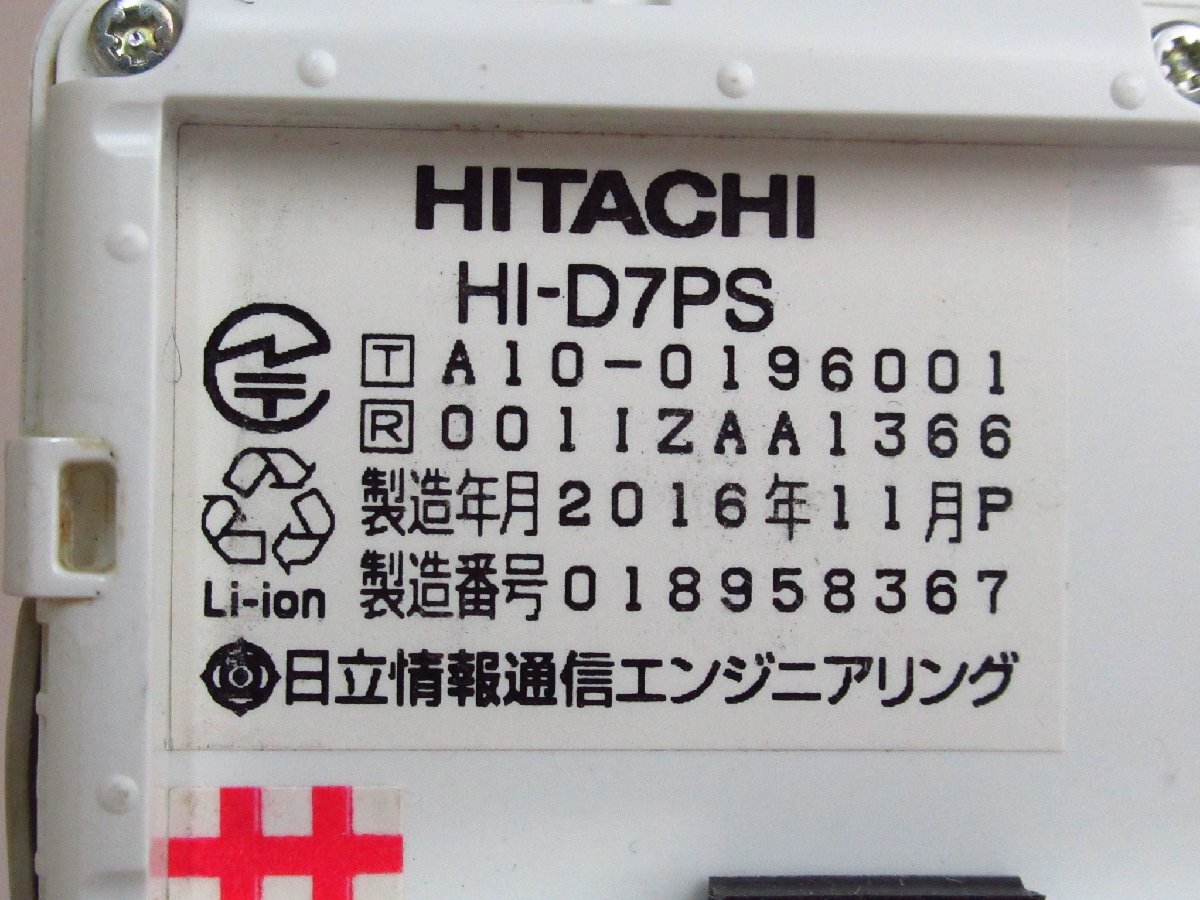 HITACHI
HI-D7PS
T A10-0196001
R 001IZAA1366
製造年月2016年11月P
Li-ion 製造番号018958367
日立情報通信エンジニアリング